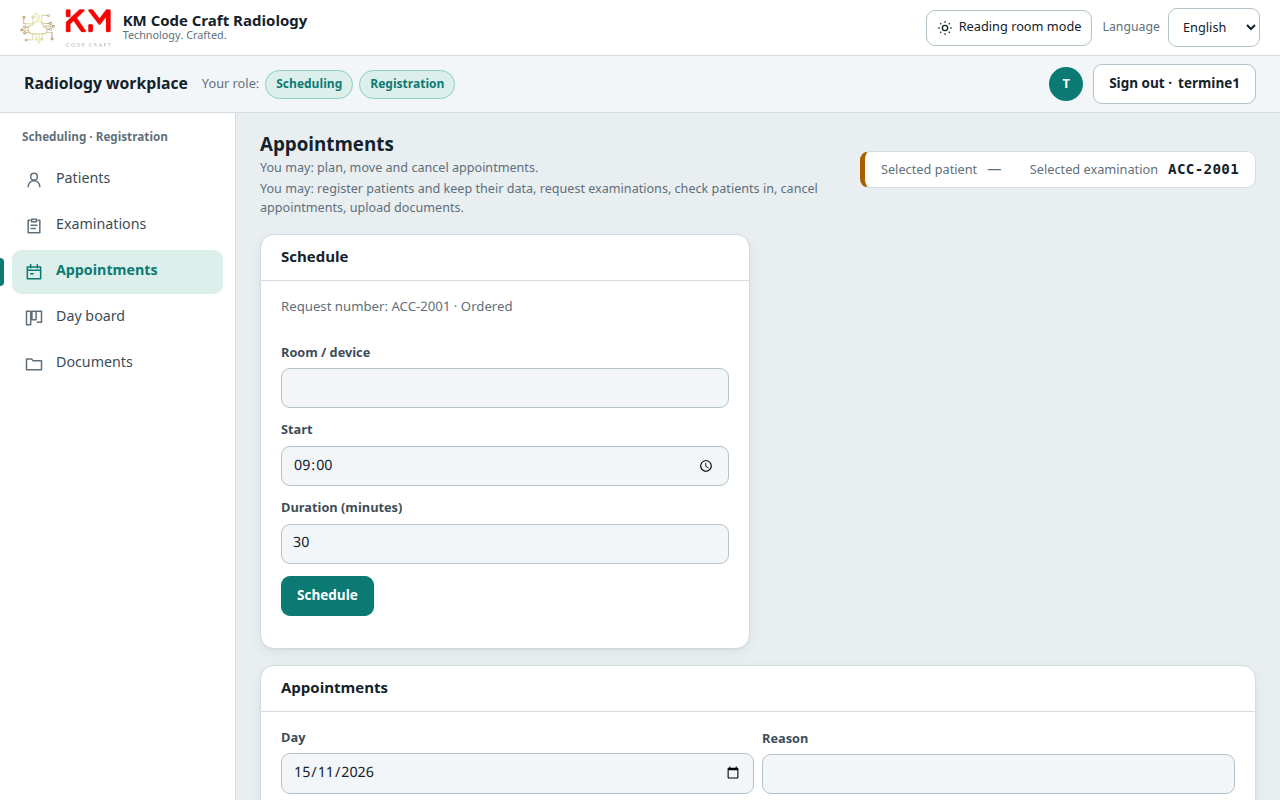 KM
CODE CRAFT
KM Code Craft Radiology
Technology. Crafted.
Reading room mode
Language
English
Radiology workplace
Your role:
Scheduling
Registration
T
Sign out · termine1
Scheduling · Registration
Patients
Examinations
Appointments
Day board
Documents
Appointments
You may: plan, move and cancel appointments.
You may: register patients and keep their data, request examinations, check patients in, cancel
appointments, upload documents.
Selected patient —
Selected examination ACC-2001
Schedule
Request number: ACC-2001 · Ordered
Room / device
Start
09:00
Duration (minutes)
30
Schedule
Appointments
Day
15/11/2026
Reason